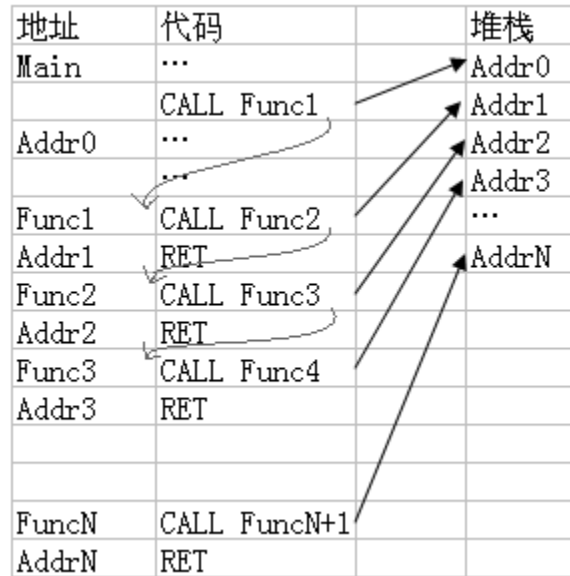 地址 代码 堆栈
Main … Addr0
CALL Func1 Addr1
Addr0 … Addr2
… Addr3
Func1 CALL Func2 …
Addr1 RET AddrN
Func2 CALL Func3
Addr2 RET
Func3 CALL Func4
Addr3 RET
FuncN CALL FuncN+1
AddrN RET